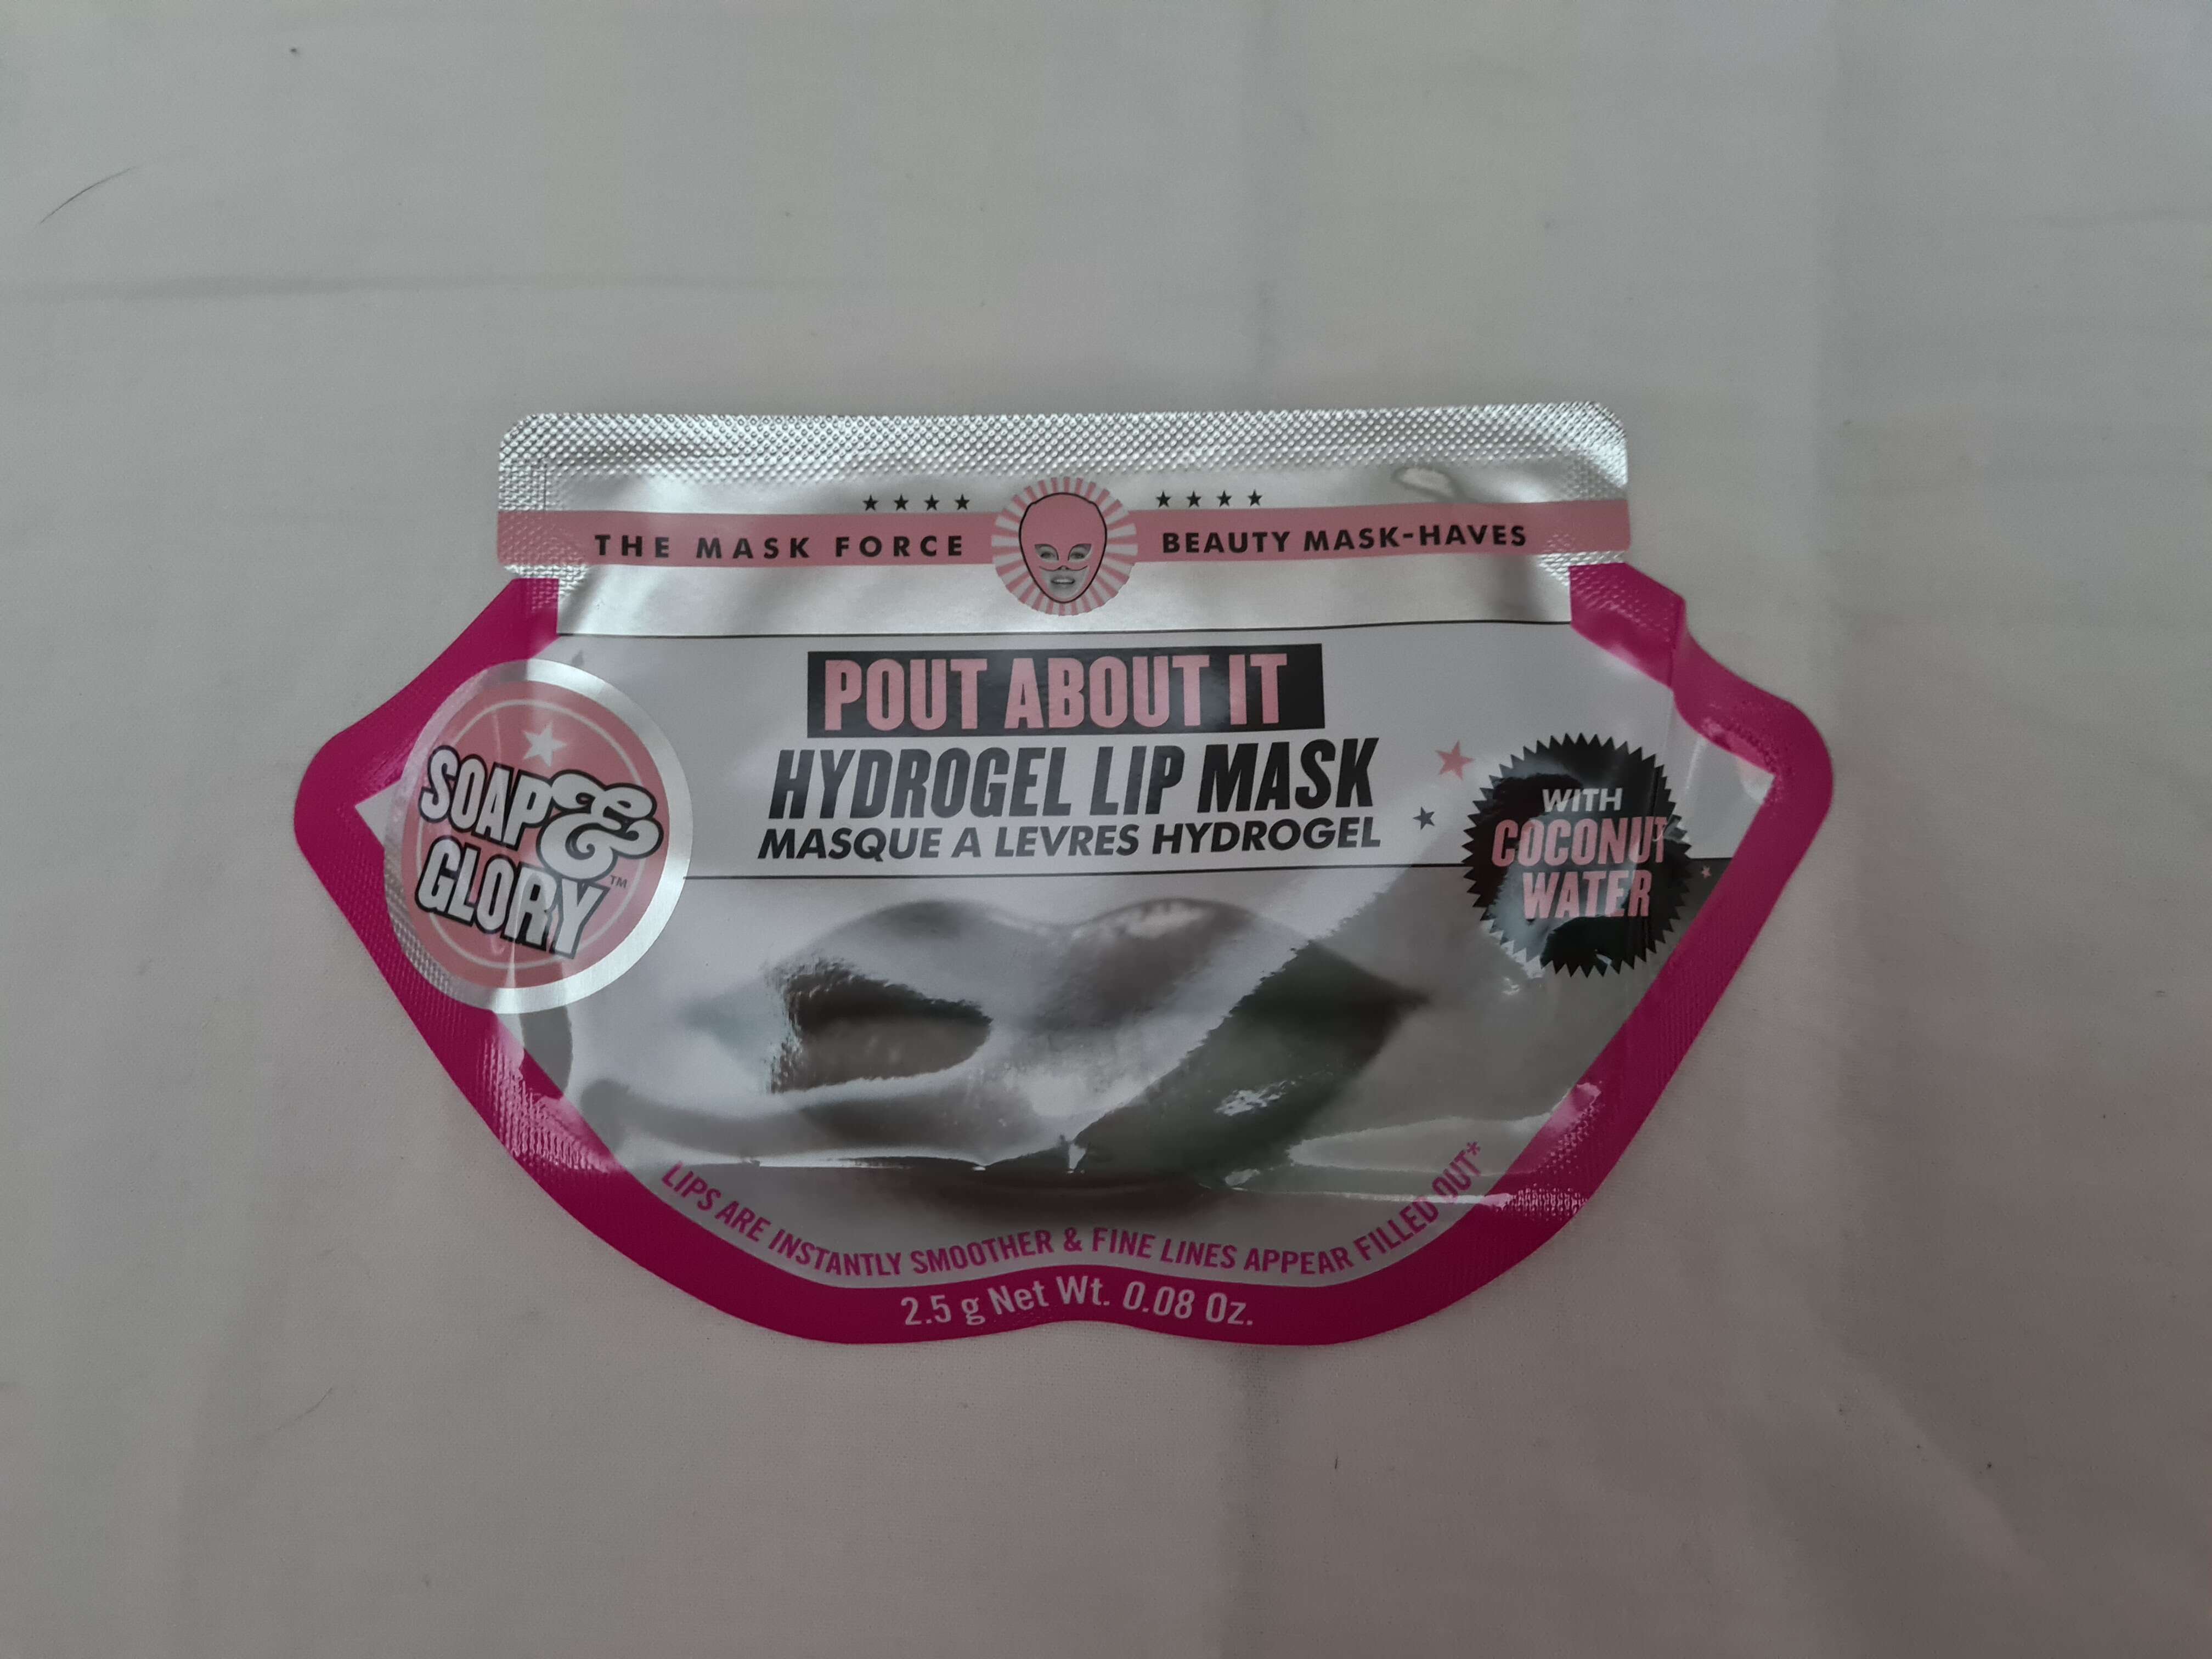 THE MASK FORCE
BEAUTY MASK-HAVES
POUT ABOUT IT
HYDROGEL LIP MASK
MASQUE A LEVRES HYDROGEL
SOAP &
GLORY™
WITH
COCONUT
WATER
LIPS ARE INSTANTLY SMOOTHER & FINE LINES APPEAR FILLED OUT*
2.5 g Net Wt. 0.08 Oz.